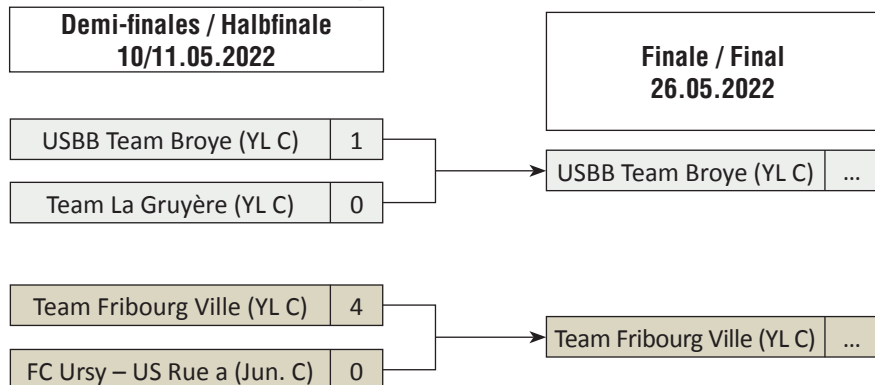 Demi-finales / Halbfinale
10/11.05.2022
Finale / Final
26.05.2022
USBB Team Broye (YL C) 1
Team La Gruyère (YL C) 0
USBB Team Broye (YL C) ...
Team Fribourg Ville (YL C) 4
FC Ursy – US Rue a (Jun. C) 0
Team Fribourg Ville (YL C) ...